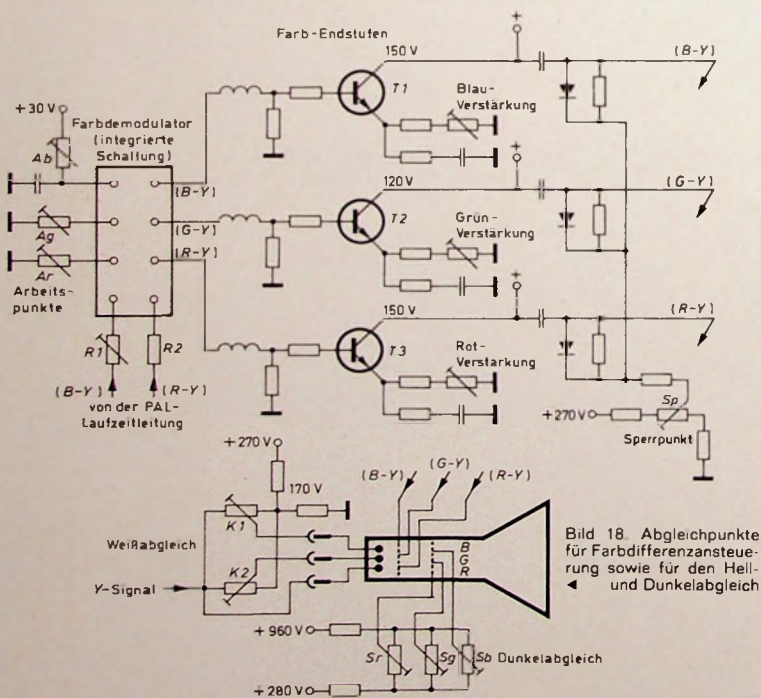 Farb-Endstufen
+
150 V
(B-Y)
T1
Blau-
Verstärkung
+30 V
Ab
Farbdemodulator
(integrierte
Schaltung)
(B-Y)
+
120 V
(G-Y)
T2
Grün-
Verstärkung
Ag
(G-Y)
(R-Y)
Ar
Arbeits-
punkte
+
150 V
(R-Y)
T3
Rot-
Verstärkung
R1
R2
(B-Y)
(R-Y)
von der PAL-
Laufzeitleitung
+270 V
Sp
Sperrpunkt
+270 V
170 V
(B-Y)
(G-Y)
(R-Y)
K1
Weißabgleich
K2
Y-Signal
B
G
R
+960 V
Sr
Sg
Sb
Dunkelabgleich
+280 V
Bild 18. Abgleichpunkte
für Farbdifferenzansteue-
rung sowie für den Hell-
◄ und Dunkelabgleich